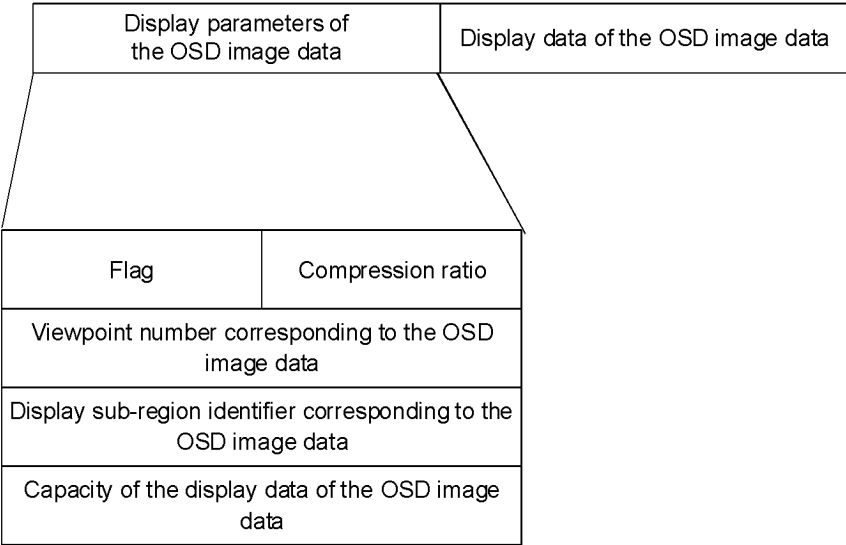 Display parameters of
the OSD image data
Display data of the OSD image data
Flag
Compression ratio
Viewpoint number corresponding to the OSD
image data
Display sub-region identifier corresponding to the
OSD image data
Capacity of the display data of the OSD image
data